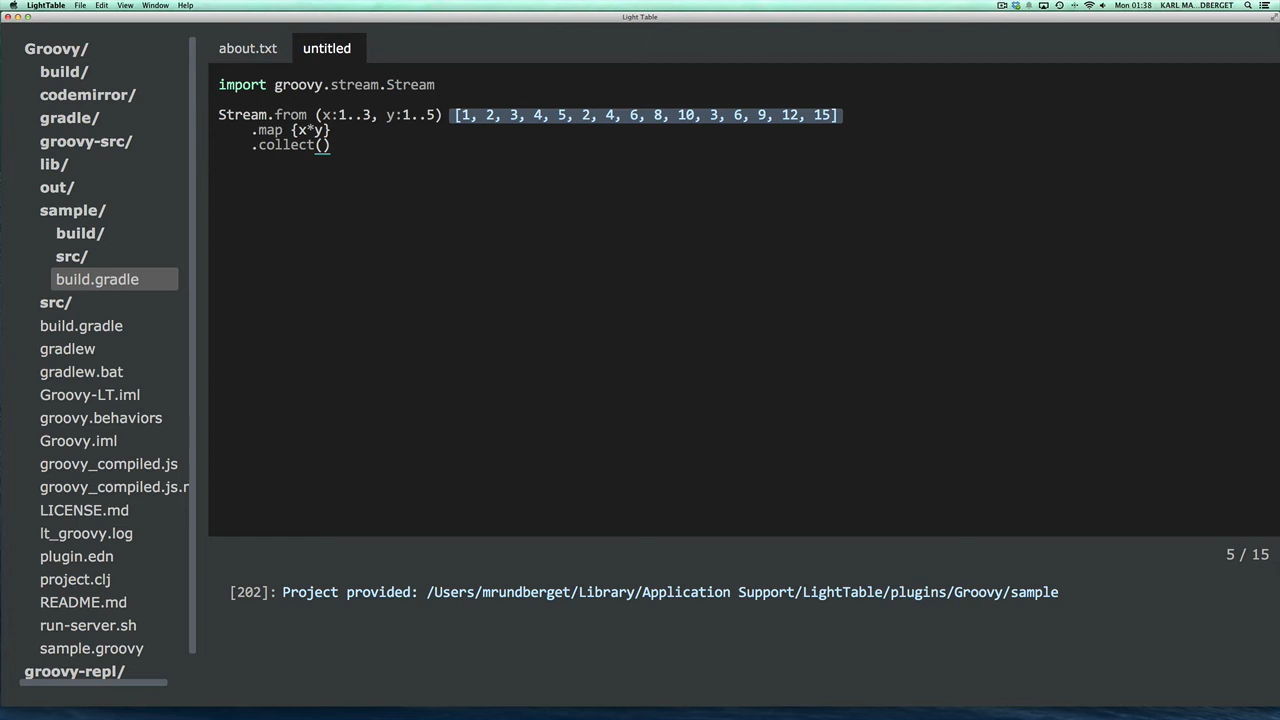 LightTable File Edit View Window Help Mon 01:38 KARL MA...DBERGET
Light Table
Groovy/
build/
codemirror/
gradle/
groovy-src/
lib/
out/
sample/
build/
src/
build.gradle
src/
build.gradle
gradlew
gradlew.bat
Groovy-LT.iml
groovy.behaviors
Groovy.iml
groovy_compiled.js
groovy_compiled.js.r
LICENSE.md
lt_groovy.log
plugin.edn
project.clj
README.md
run-server.sh
sample.groovy
groovy-repl/
about.txt untitled
import groovy.stream.Stream
Stream.from (x:1..3, y:1..5) [1, 2, 3, 4, 5, 2, 4, 6, 8, 10, 3, 6, 9, 12, 15]
.map {x*y}
.collect()
5 / 15
[202]: Project provided: /Users/mrundberget/Library/Application Support/LightTable/plugins/Groovy/sample